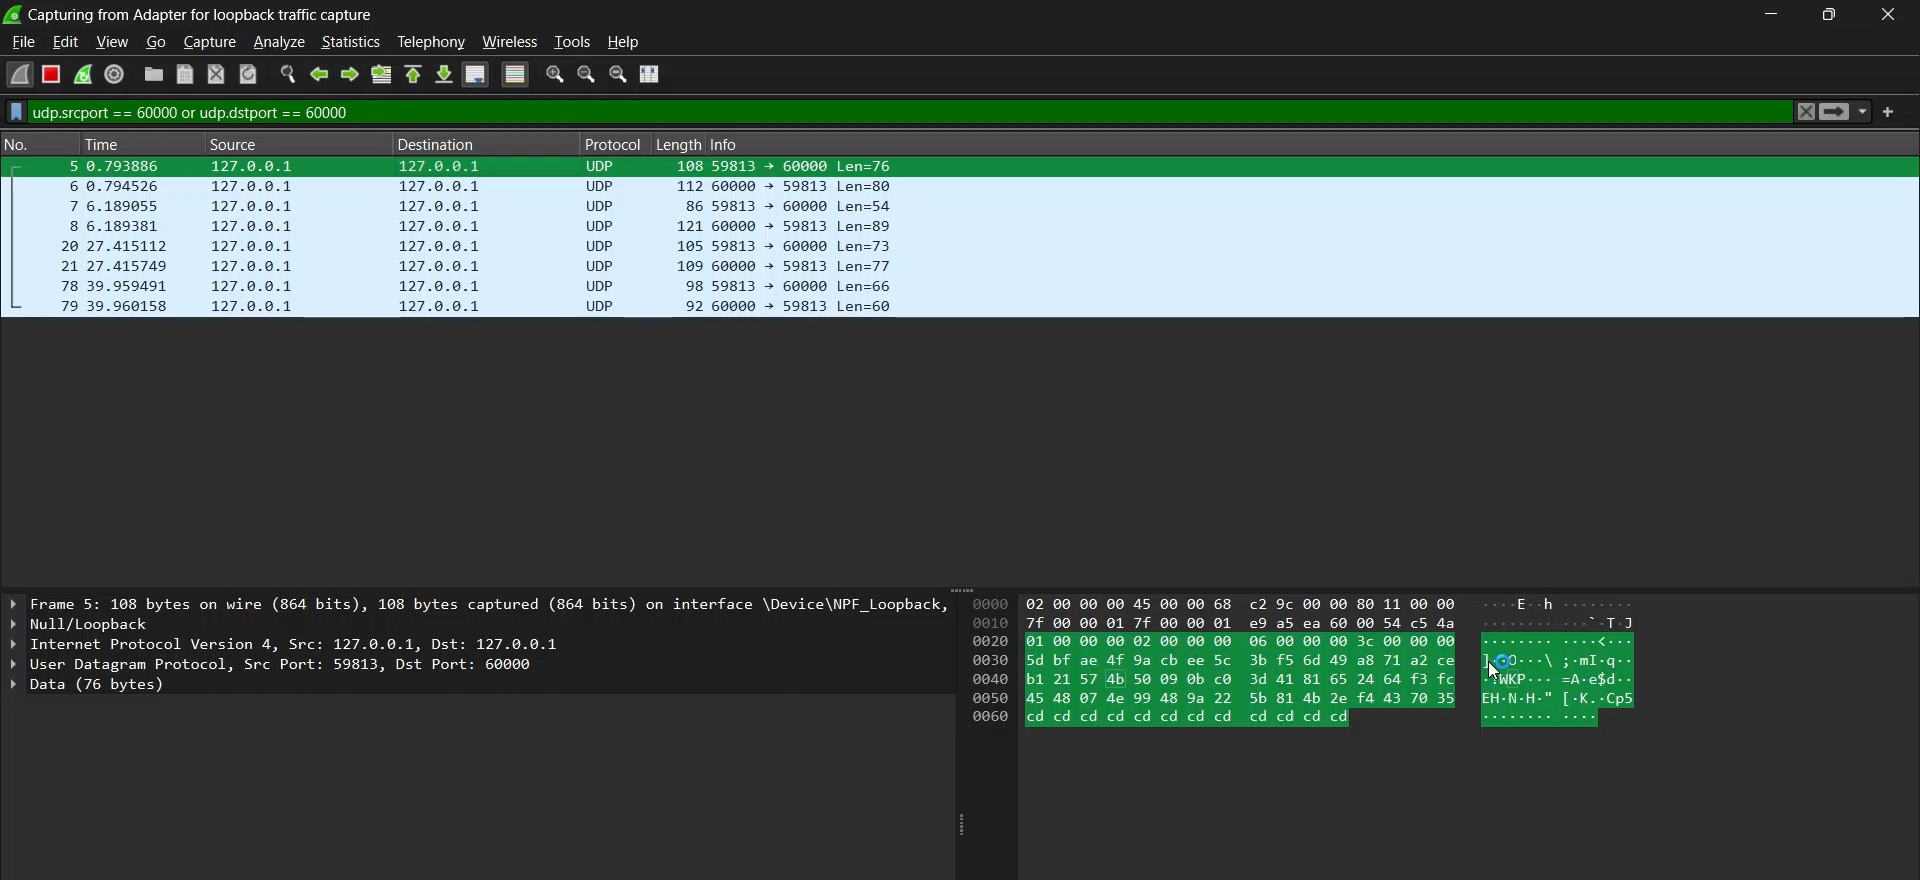 Capturing from Adapter for loopback traffic capture
File Edit View Go Capture Analyze Statistics Telephony Wireless Tools Help
udp.srcport == 60000 or udp.dstport == 60000
No. Time Source Destination Protocol Length Info
5 0.793886 127.0.0.1 127.0.0.1 UDP 108 59813 → 60000 Len=76
6 0.794526 127.0.0.1 127.0.0.1 UDP 112 60000 → 59813 Len=80
7 6.189055 127.0.0.1 127.0.0.1 UDP 86 59813 → 60000 Len=54
8 6.189381 127.0.0.1 127.0.0.1 UDP 121 60000 → 59813 Len=89
20 27.415112 127.0.0.1 127.0.0.1 UDP 105 59813 → 60000 Len=73
21 27.415749 127.0.0.1 127.0.0.1 UDP 109 60000 → 59813 Len=77
78 39.959491 127.0.0.1 127.0.0.1 UDP 98 59813 → 60000 Len=66
79 39.960158 127.0.0.1 127.0.0.1 UDP 92 60000 → 59813 Len=60
Frame 5: 108 bytes on wire (864 bits), 108 bytes captured (864 bits) on interface \Device\NPF_Loopback,
Null/Loopback
Internet Protocol Version 4, Src: 127.0.0.1, Dst: 127.0.0.1
User Datagram Protocol, Src Port: 59813, Dst Port: 60000
Data (76 bytes)
0000 02 00 00 00 45 00 00 68 c2 9c 00 00 80 11 00 00 ····E··h ········
0010 7f 00 00 01 7f 00 00 01 e9 a5 ea 60 00 54 c5 4a ········ ···`·T·J
0020 01 00 00 00 02 00 00 00 06 00 00 00 3c 00 00 00 ········ ····<···
0030 5d bf ae 4f 9a cb ee 5c 3b f5 6d 49 a8 71 a2 ce ]··O···\ ;·mI·q··
0040 b1 21 57 4b 50 09 0b c0 3d 41 81 65 24 64 f3 fc ·!WKP··· =A·e$d··
0050 45 48 07 4e 99 48 9a 22 5b 81 4b 2e f4 43 70 35 EH·N·H·" [·K.·Cp5
0060 cd cd cd cd cd cd cd cd cd cd cd cd ········ ····